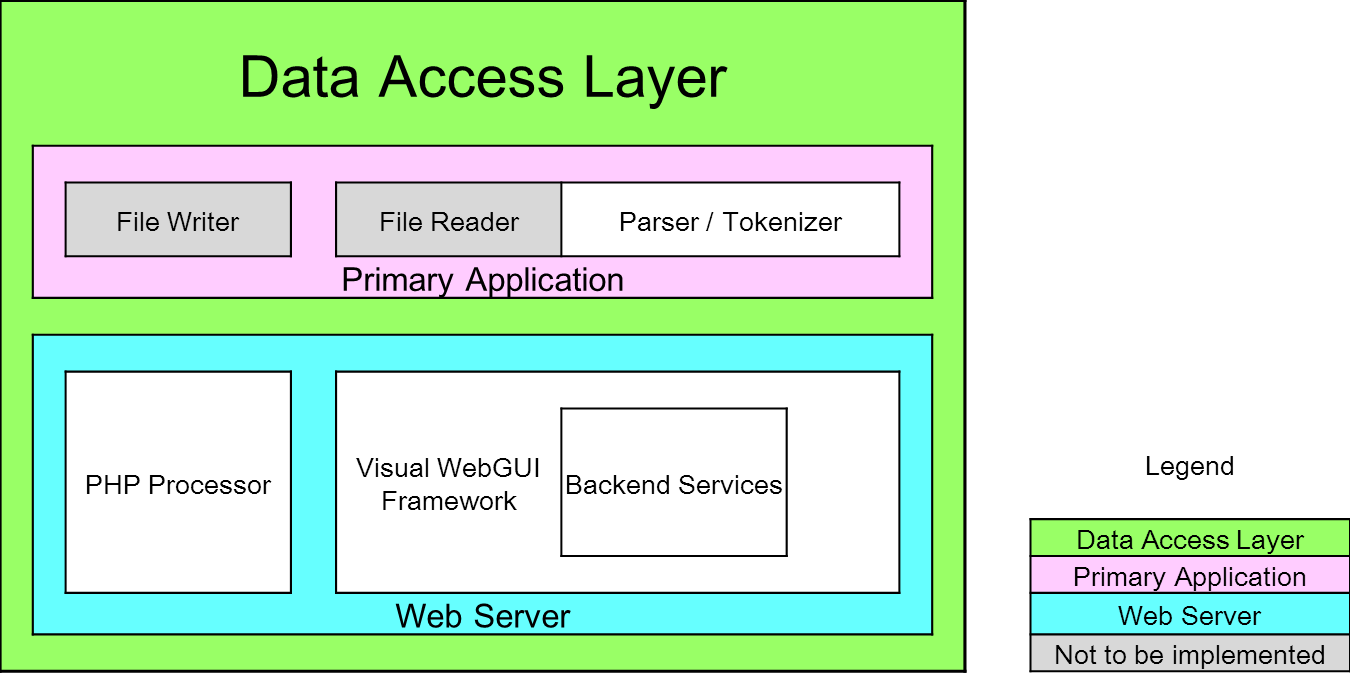 Data Access Layer
File Writer
File Reader
Parser / Tokenizer
Primary Application
PHP Processor
Visual WebGUI
Framework
Backend Services
Web Server
Legend
Data Access Layer
Primary Application
Web Server
Not to be implemented